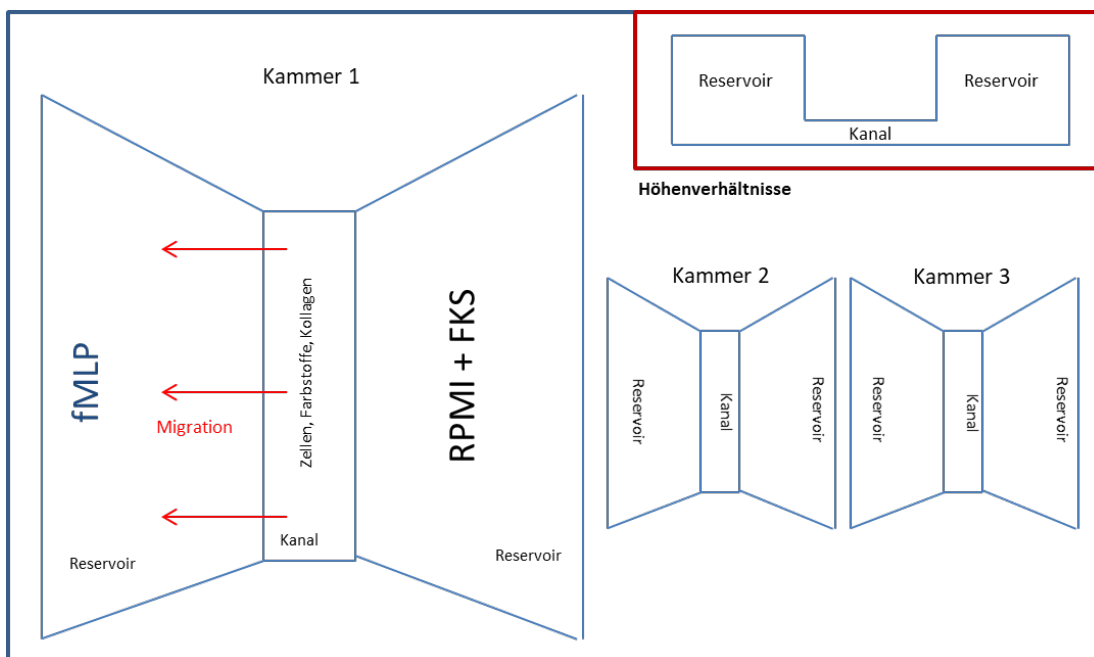 Kammer 1
fMLP
Migration
Reservoir
Zellen, Farbstoffe,Kollagen
Kanal
RPMI + FKS
Reservoir
Reservoir
Reservoir
Kanal
Höhenverhältnisse
Kammer 2
Reservoir
Kanal
Reservoir
Kammer 3
Reservoir
Kanal
Reservoir